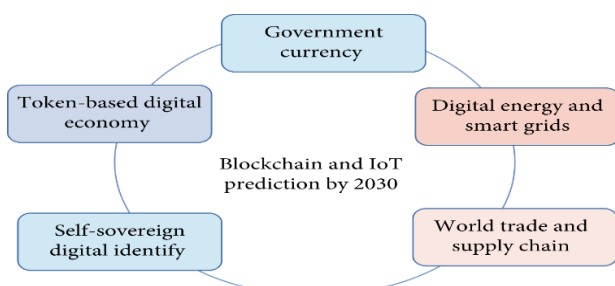 Government
currency
Token-based digital
economy
Digital energy and
smart grids
Blockchain and IoT
prediction by 2030
Self-sovereign
digital identify
World trade and
supply chain